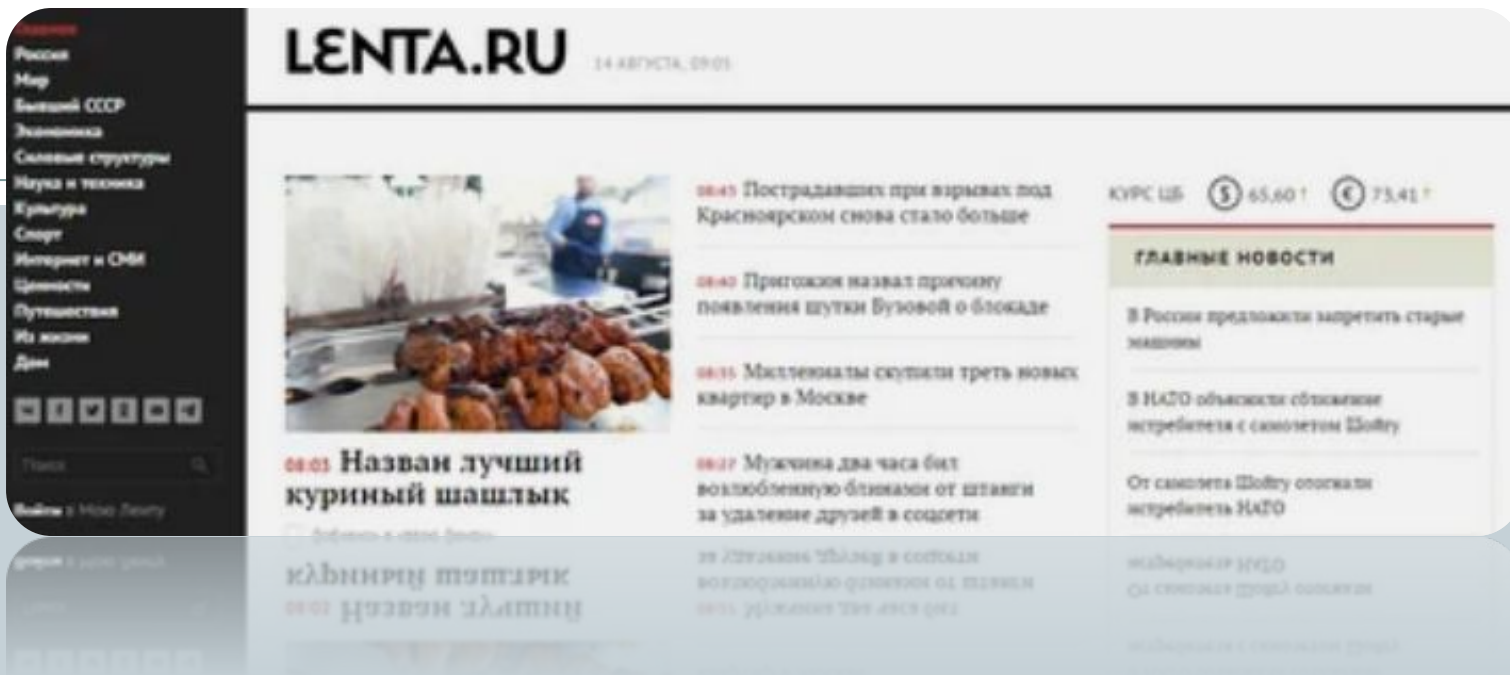 Главное
Россия
Мир
Бывший СССР
Экономика
Силовые структуры
Наука и техника
Культура
Спорт
Интернет и СМИ
Ценности
Путешествия
Из жизни
Дом
Поиск
Войти в Мою Ленту
LENTA.RU
14 АВГУСТА, 09:05
08:03 Назван лучший
куриный шашлык
08:45 Пострадавших при взрывах под
Красноярском снова стало больше
08:40 Пригожин назвал причину
появления шутки Бузовой о блокаде
08:35 Миллениалы скупили треть новых
квартир в Москве
08:27 Мужчина два часа бил
возлюбленную блинами от штанги
за удаление друзей в соцсети
КУРС ЦБ $ 65,60 ↑ € 73,41 ↑
ГЛАВНЫЕ НОВОСТИ
В России предложили запретить старые
машины
В НАТО объяснили сближение
истребителя с самолетом Шойгу
От самолета Шойгу отогнали
истребитель НАТО